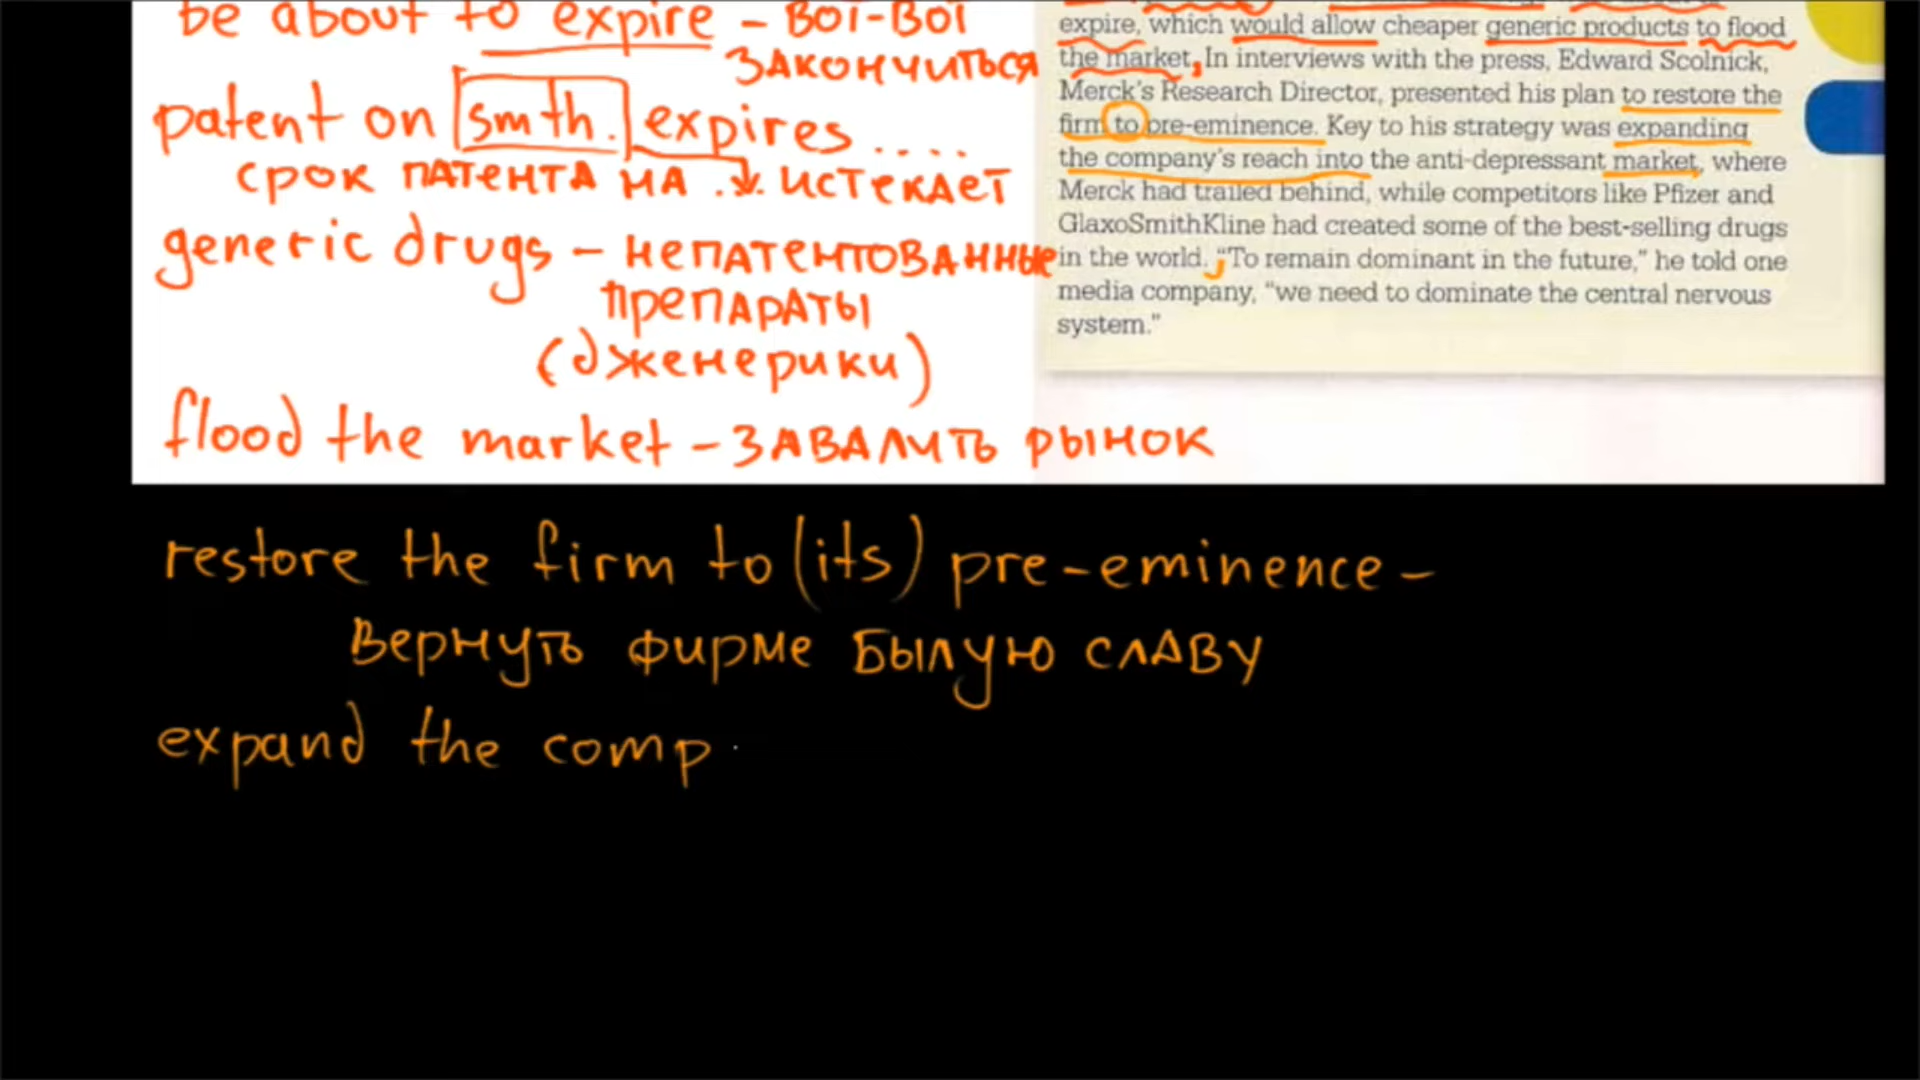 be about to expire – вот-вот
закончиться
patent on smth. expires ....
срок патента на ... истекает
generic drugs – непатентованные
препараты
(дженерики)
flood the market – завалить рынок
expire, which would allow cheaper generic products to flood
the market. In interviews with the press, Edward Scolnick,
Merck's Research Director, presented his plan to restore the
firm to pre-eminence. Key to his strategy was expanding
the company's reach into the anti-depressant market, where
Merck had trailed behind, while competitors like Pfizer and
GlaxoSmithKline had created some of the best-selling drugs
in the world. “To remain dominant in the future,” he told one
media company, “we need to dominate the central nervous
system.”
restore the firm to (its) pre-eminence –
вернуть фирме былую славу
expand the comp